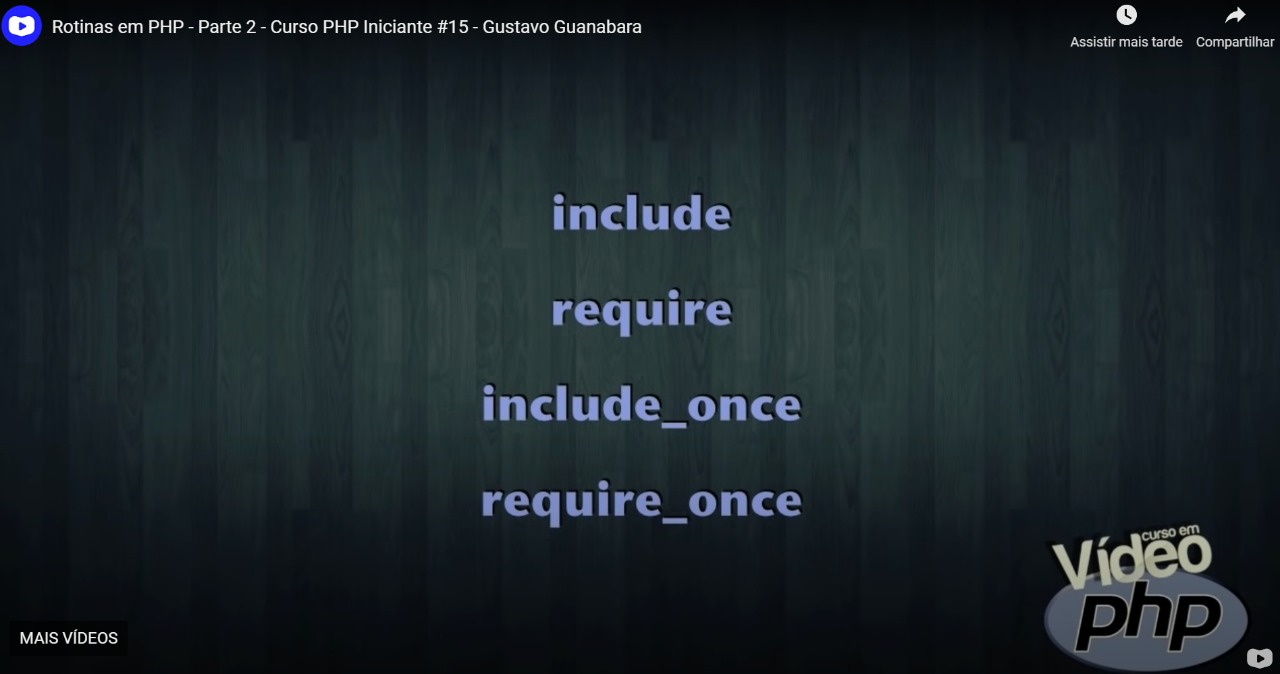 Rotinas em PHP - Parte 2 - Curso PHP Iniciante #15 - Gustavo Guanabara
Assistir mais tarde
Compartilhar
include
require
include_once
require_once
curso em
Vídeo
php
MAIS VÍDEOS